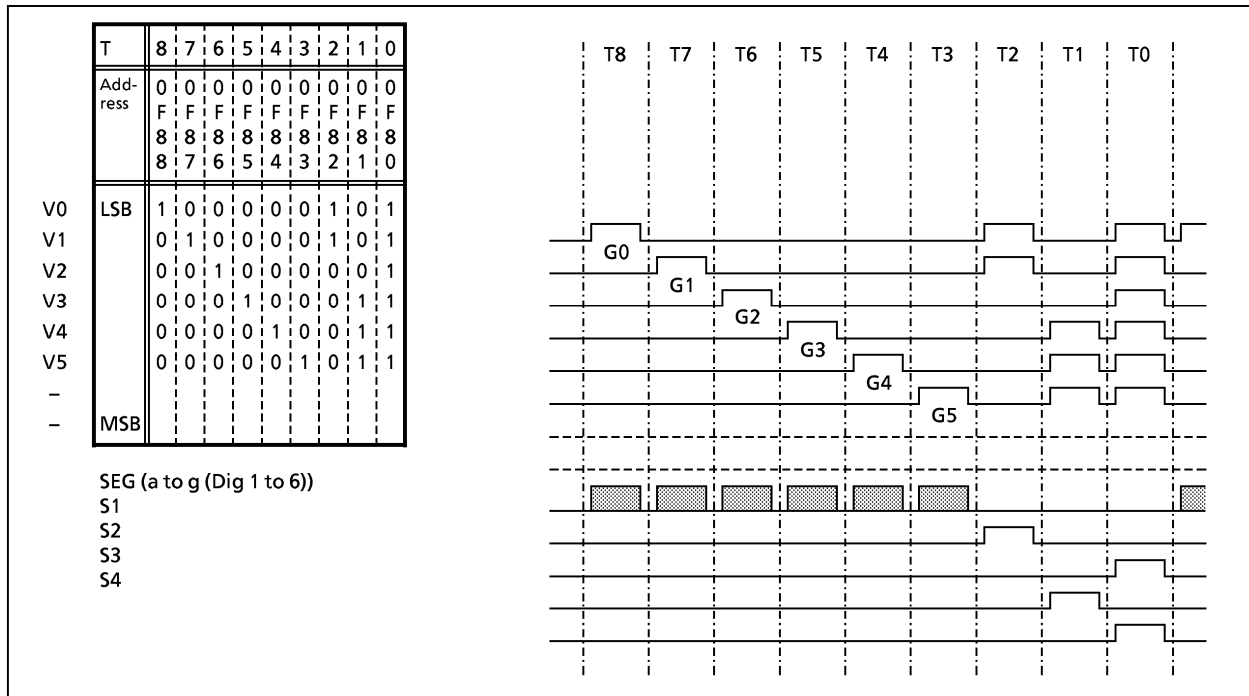 T 8 7 6 5 4 3 2 1 0
Add-
ress
0 0 0 0 0 0 0 0 0
F F F F F F F F F
8 8 8 8 8 8 8 8 8
8 7 6 5 4 3 2 1 0
V0 LSB 1 0 0 0 0 0 1 0 1
V1 0 1 0 0 0 0 1 0 1
V2 0 0 1 0 0 0 0 0 1
V3 0 0 0 1 0 0 0 1 1
V4 0 0 0 0 1 0 0 1 1
V5 0 0 0 0 0 1 0 1 1
–
– MSB
SEG (a to g (Dig 1 to 6))
S1
S2
S3
S4
T8 T7 T6 T5 T4 T3 T2 T1 T0
G0
G1
G2
G3
G4
G5